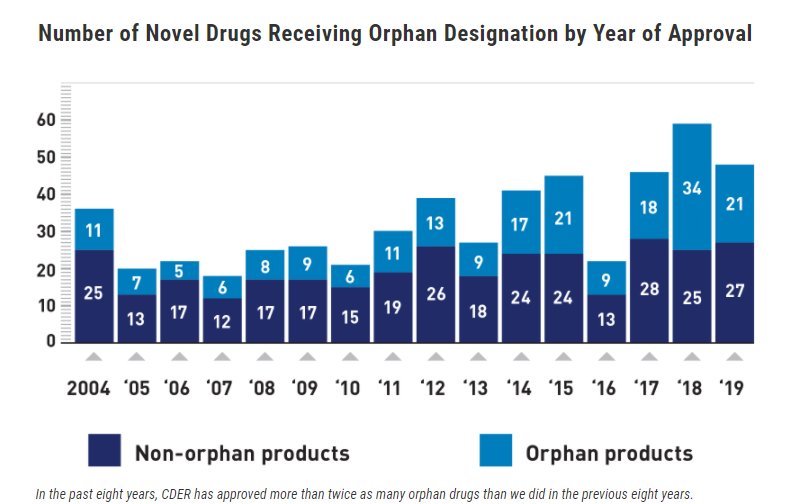 Number of Novel Drugs Receiving Orphan Designation by Year of Approval
60
50
40
30
20
10
0
11 7 5 6 8 9 6 11 13 9 17 21 9 18 34 21
25 13 17 12 17 17 15 19 26 18 24 24 13 28 25 27
2004 ‘05 ‘06 ‘07 ‘08 ‘09 ‘10 ‘11 ‘12 ‘13 ‘14 ‘15 ‘16 ‘17 ‘18 ‘19
Non-orphan products Orphan products
In the past eight years, CDER has approved more than twice as many orphan drugs than we did in the previous eight years.